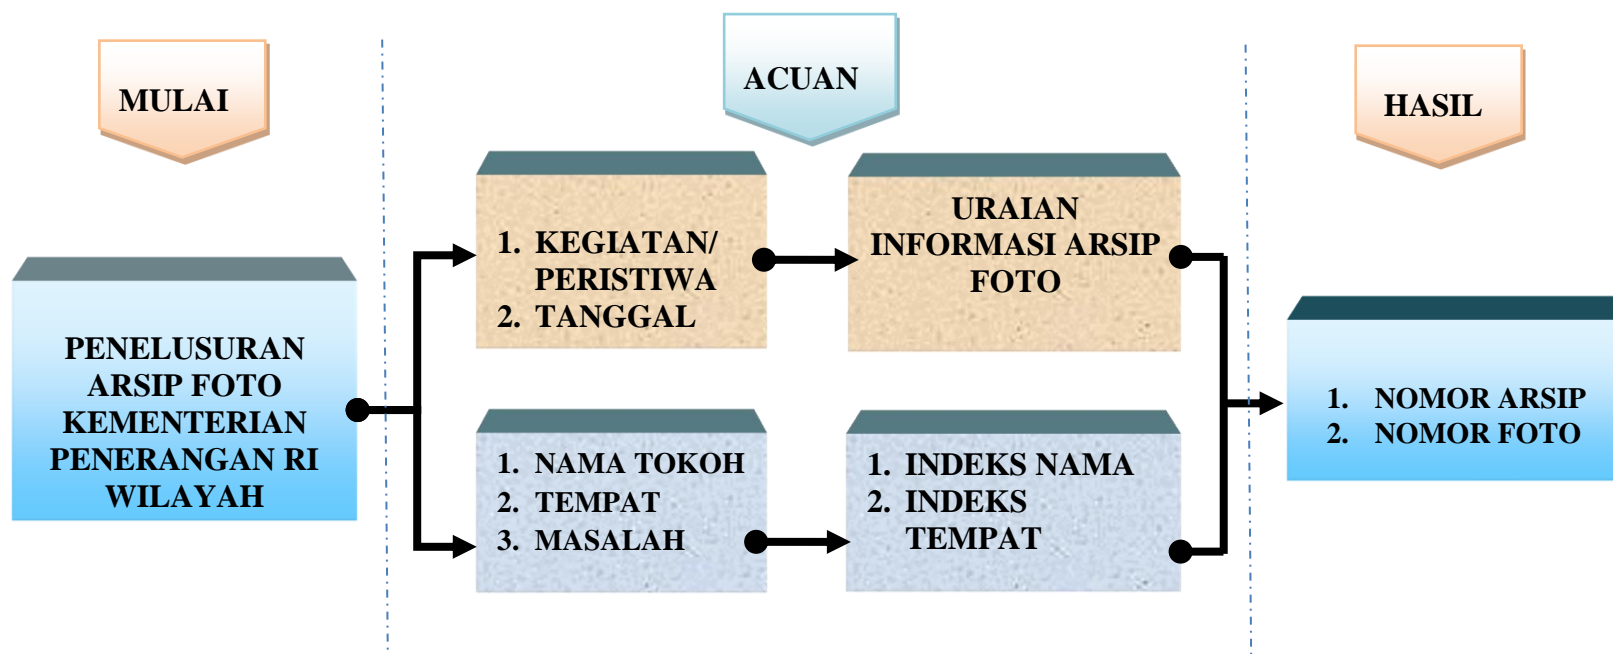 MULAI
ACUAN
HASIL
PENELUSURAN
ARSIP FOTO
KEMENTERIAN
PENERANGAN RI
WILAYAH
1. KEGIATAN/
PERISTIWA
2. TANGGAL
URAIAN
INFORMASI ARSIP
FOTO
1. NAMA TOKOH
2. TEMPAT
3. MASALAH
1. INDEKS NAMA
2. INDEKS
TEMPAT
1. NOMOR ARSIP
2. NOMOR FOTO